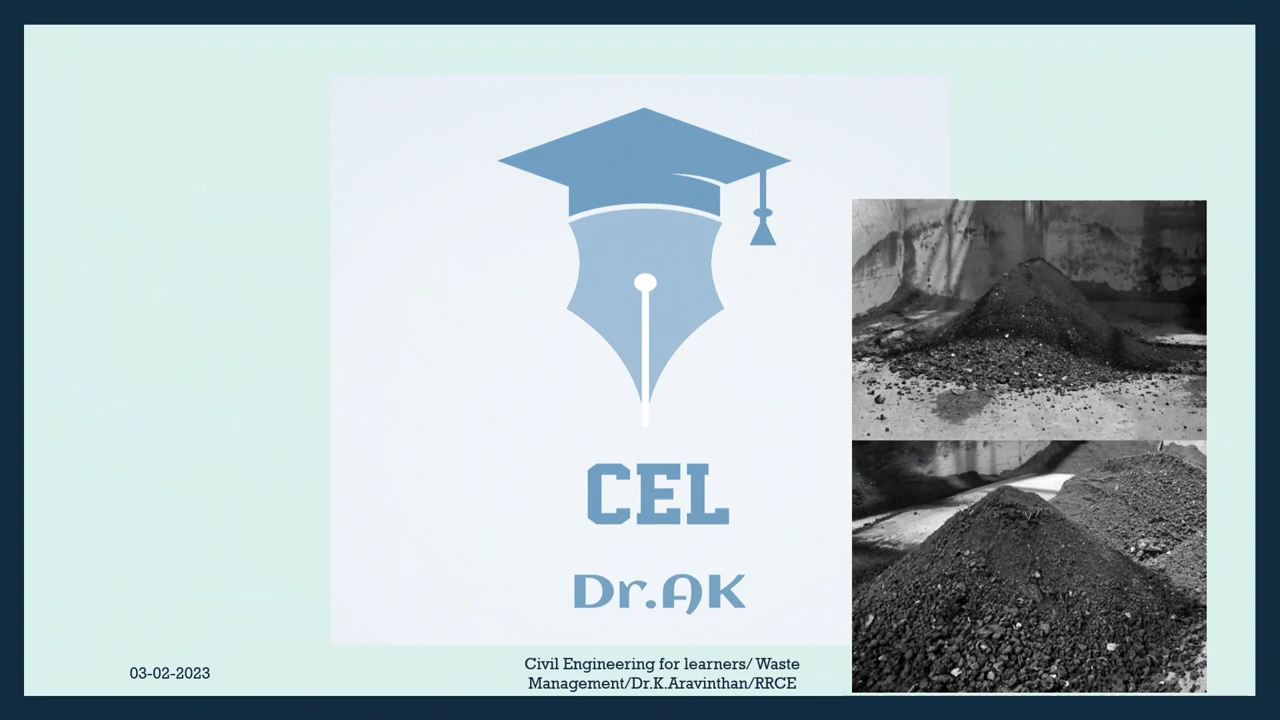 CEL
Dr.AK
03-02-2023
Civil Engineering for learners/ Waste
Management/Dr.K.Aravinthan/RRCE